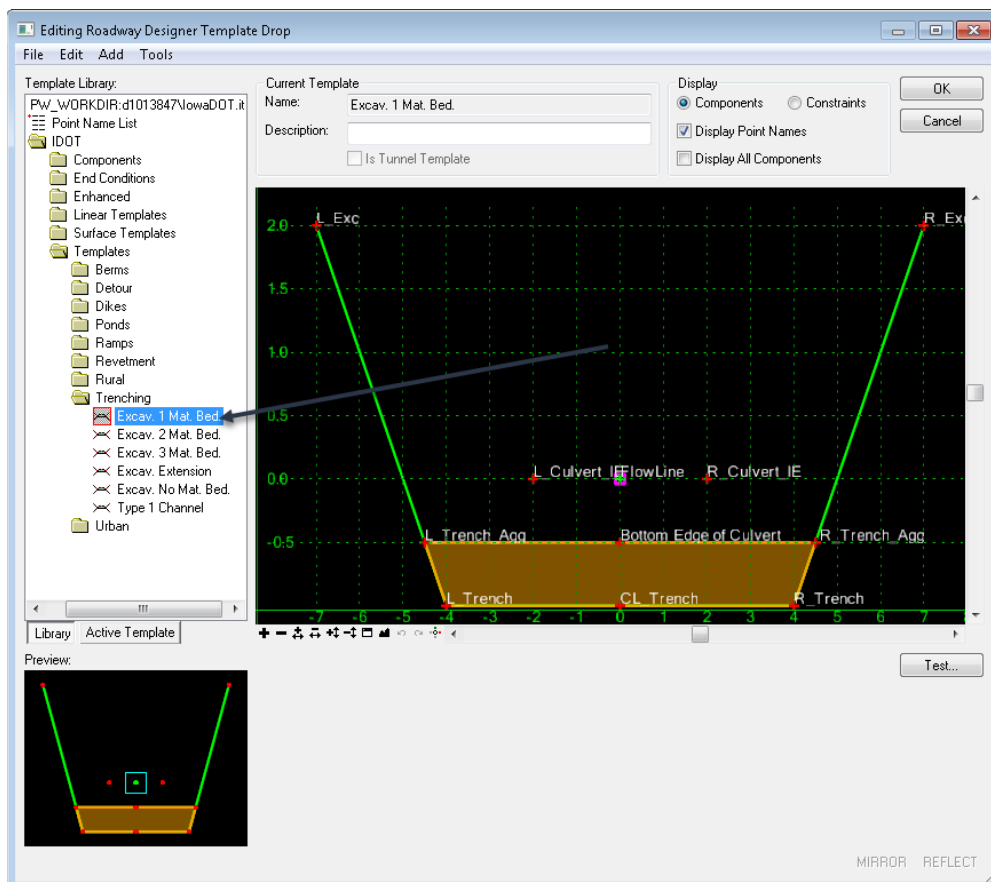 Editing Roadway Designer Template Drop
File Edit Add Tools
Template Library:
PW_WORKDIR:d1013847\IowaDOT.it
Point Name List
IDOT
Components
End Conditions
Enhanced
Linear Templates
Surface Templates
Templates
Berms
Detour
Dikes
Ponds
Ramps
Revetment
Rural
Trenching
Excav. 1 Mat. Bed.
Excav. 2 Mat. Bed.
Excav. 3 Mat. Bed.
Excav. Extension
Excav. No Mat. Bed.
Type 1 Channel
Urban
Library Active Template
Current Template
Name: Excav. 1 Mat. Bed.
Description:
Is Tunnel Template
Display
Components Constraints
Display Point Names
Display All Components
OK
Cancel
2.0 L_Exc R_Exc
1.5
1.0
0.5
0.0 L_Culvert_IE FlowLine R_Culvert_IE
-0.5 L_Trench_Agg Bottom Edge of Culvert R_Trench_Agg
L_Trench CL_Trench R_Trench
-7 -6 -5 -4 -3 -2 -1 0 1 2 3 4 5 6 7
Test...
Preview:
MIRROR REFLECT